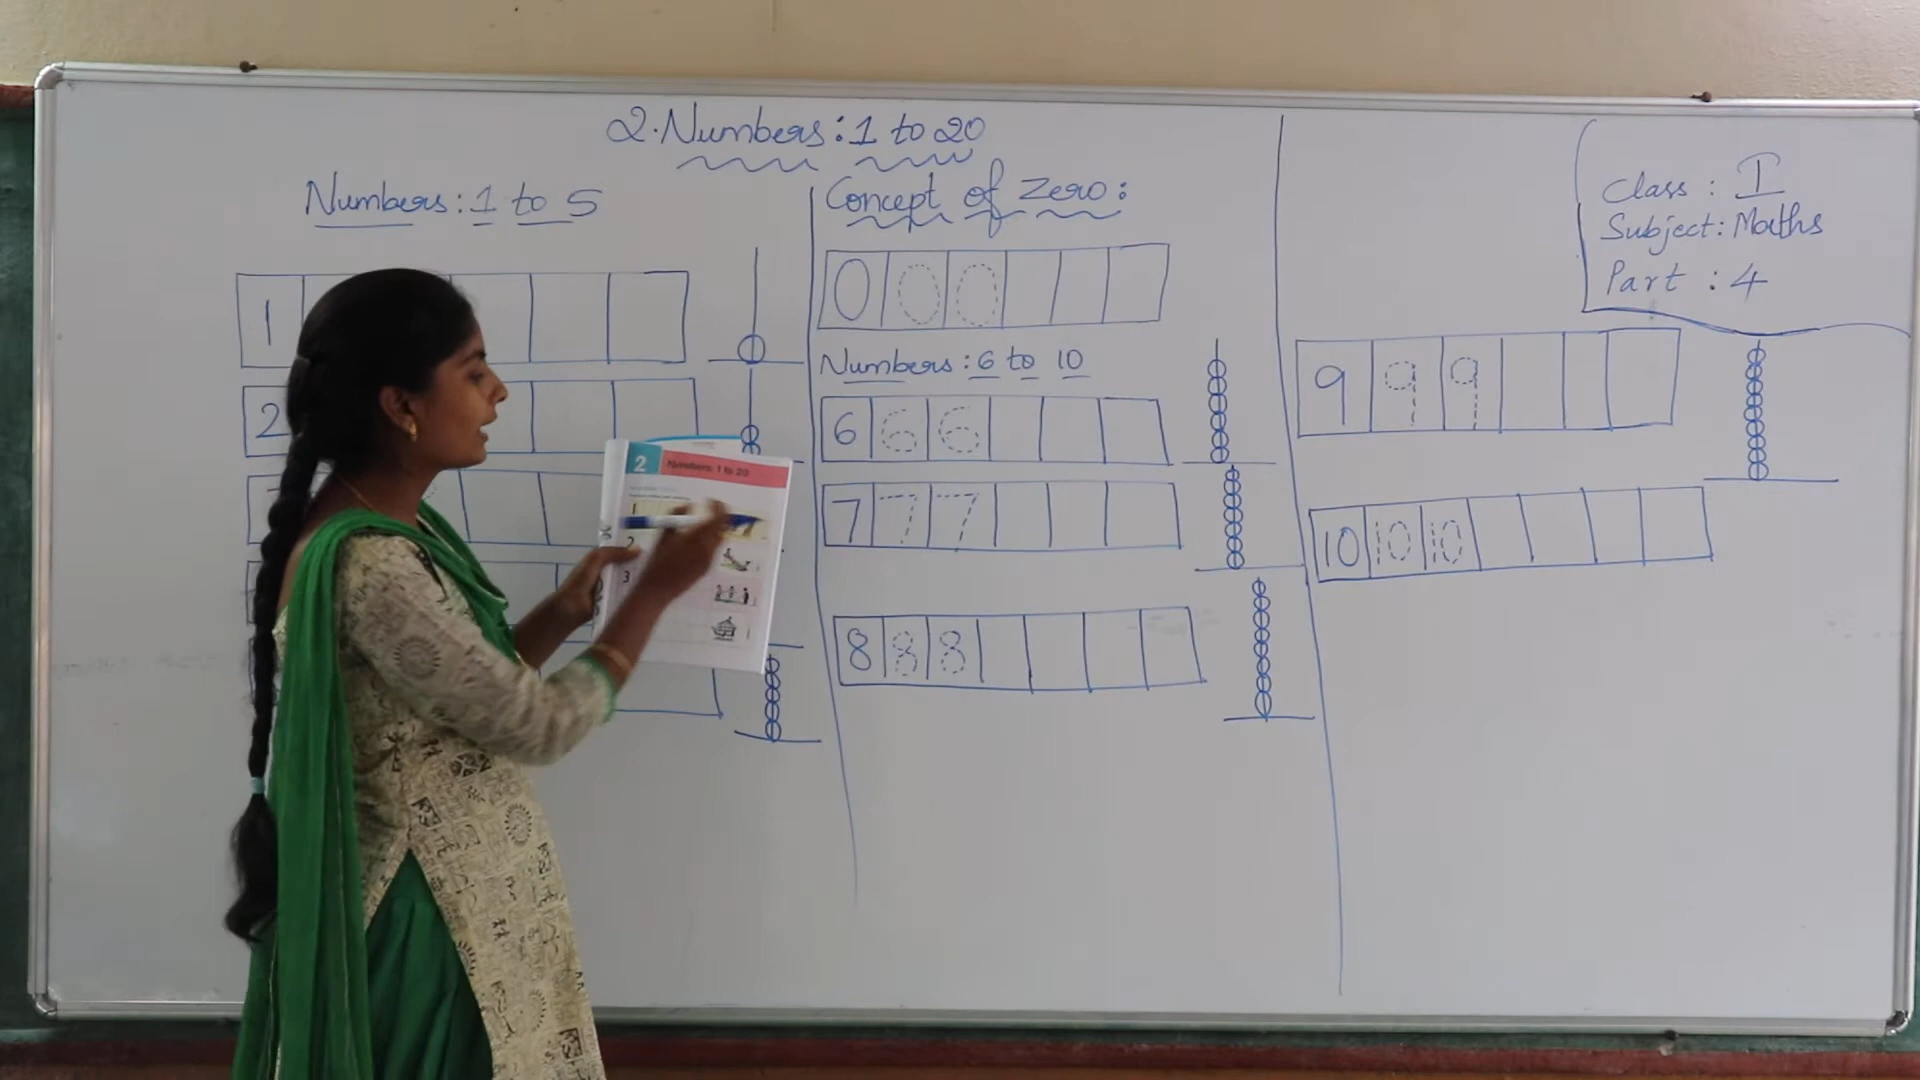 2. Numbers: 1 to 20
Numbers: 1 to 5
1
2
Concept of Zero:
0 0 0
Numbers: 6 to 10
6 6 6
7 7 7
8 8 8
Class : I
Subject: Maths
Part : 4
9 9 9
10 10 10
2 Numbers: 1 to 20
1
2
3